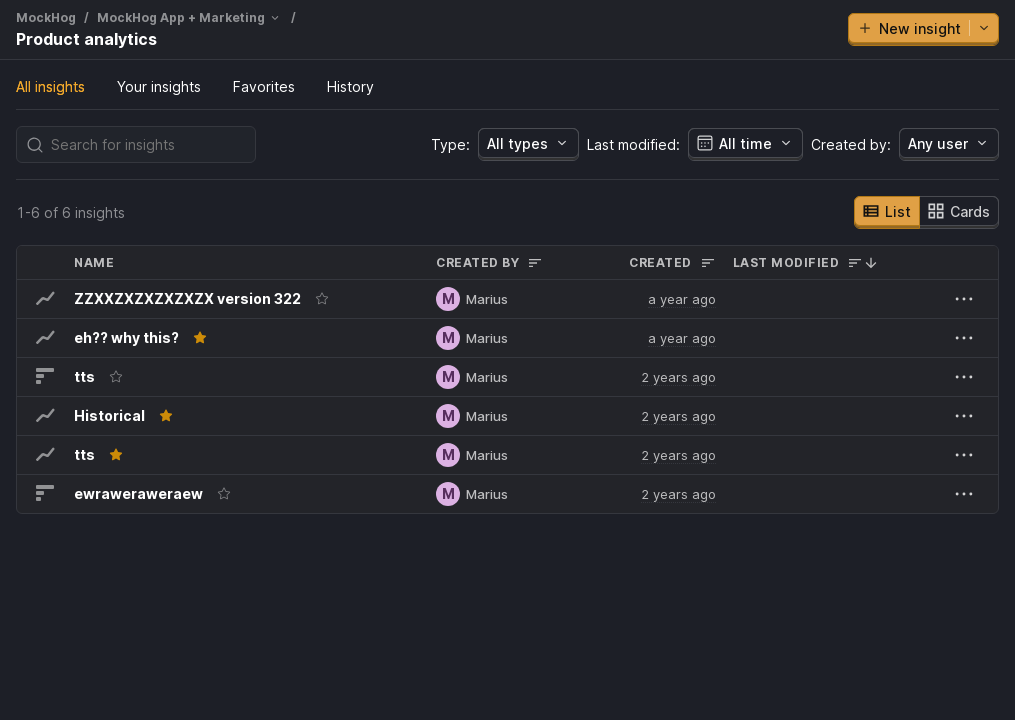 MockHog / MockHog App + Marketing /
Product analytics
New insight
All insights Your insights Favorites History
Search for insights Type: All types Last modified: All time Created by: Any user
1-6 of 6 insights List Cards
NAME CREATED BY CREATED LAST MODIFIED
ZZXXZXZXZXZXZX version 322 M Marius a year ago
eh?? why this? M Marius a year ago
tts M Marius 2 years ago
Historical M Marius 2 years ago
tts M Marius 2 years ago
ewraweraweraew M Marius 2 years ago